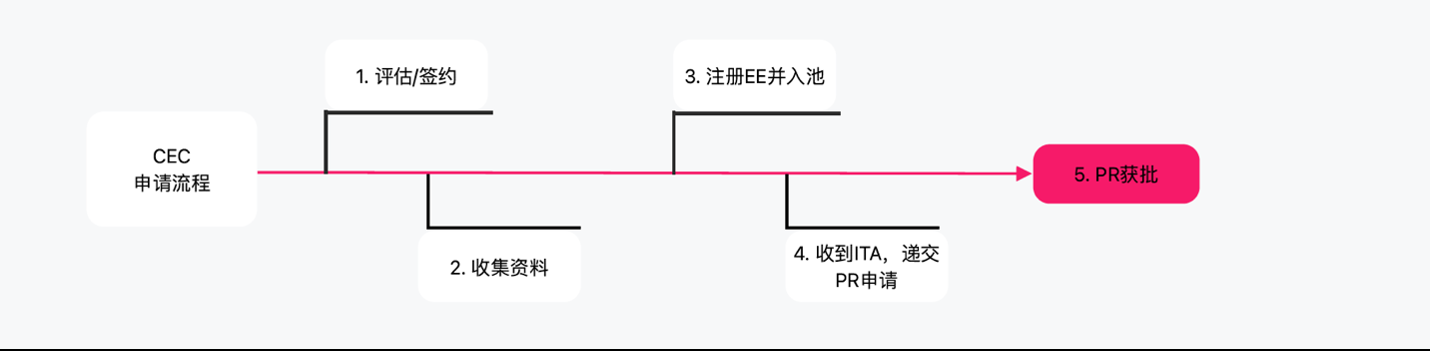 CEC
申请流程
1. 评估/签约
2. 收集资料
3. 注册EE并入池
4. 收到ITA，递交
PR申请
5. PR获批